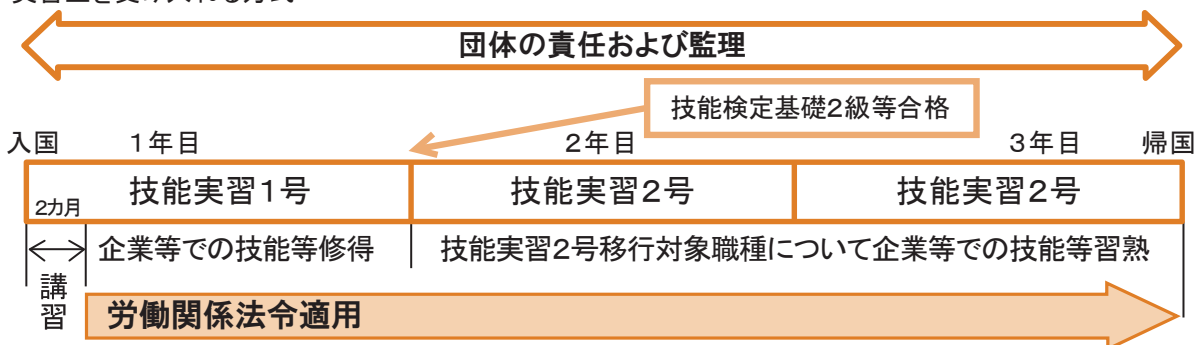 団体の責任および監理
技能検定基礎2級等合格
入国 1年目 2年目 3年目 帰国
2カ月 技能実習1号 技能実習2号 技能実習2号
企業等での技能等修得 技能実習2号移行対象職種について企業等での技能等習熟
講習
労働関係法令適用